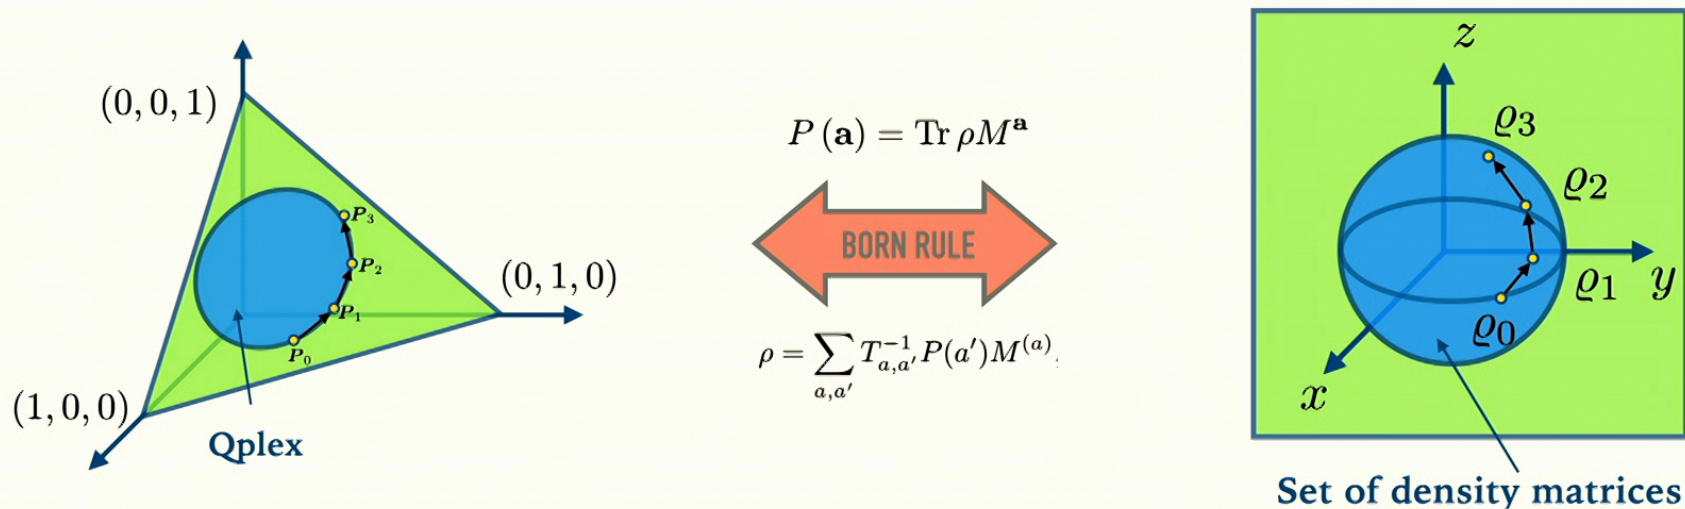 (0, 0, 1)
(0, 1, 0)
(1, 0, 0)
P₃
P₂
P₁
P₀
Qplex
P (𝐚) = Tr ρM^𝐚
BORN RULE
ρ = ∑_{a,a′} T^{-1}_{a,a′} P(a′)M^{(a)}.
z
ϱ₃
ϱ₂
ϱ₁
y
ϱ₀
x
Set of density matrices